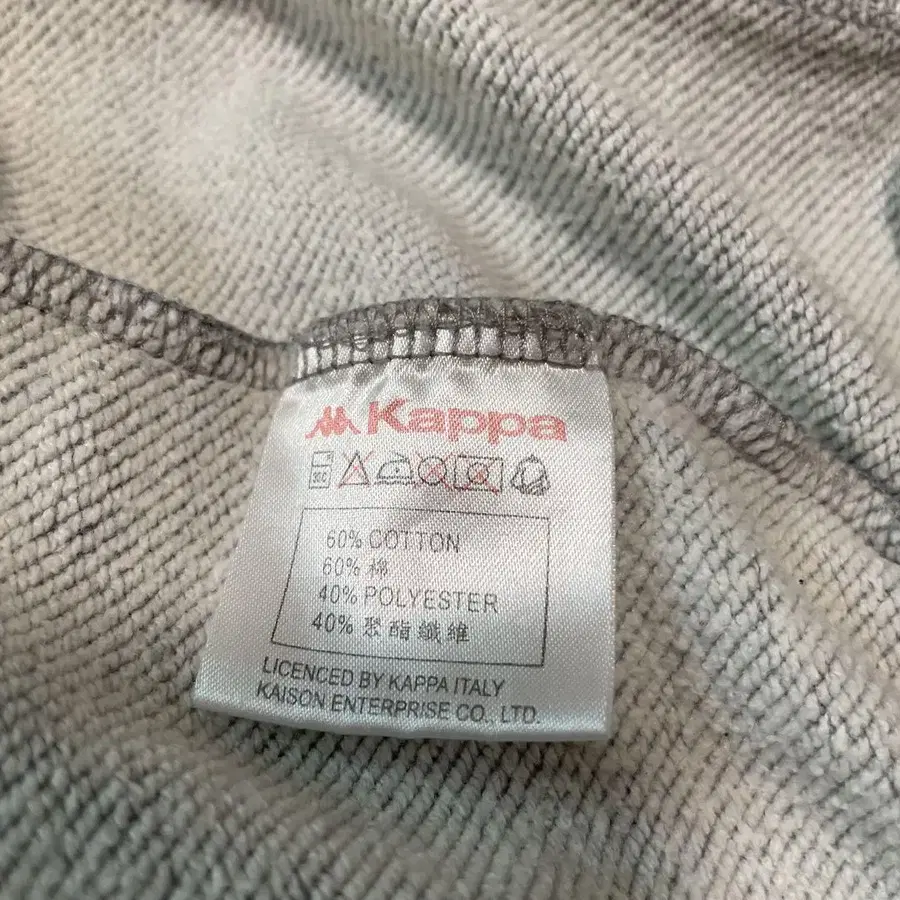 Kappa
60% COTTON
60% 棉
40% POLYESTER
40% 聚酯纖維
LICENCED BY KAPPA ITALY
KAISON ENTERPRISE CO., LTD.